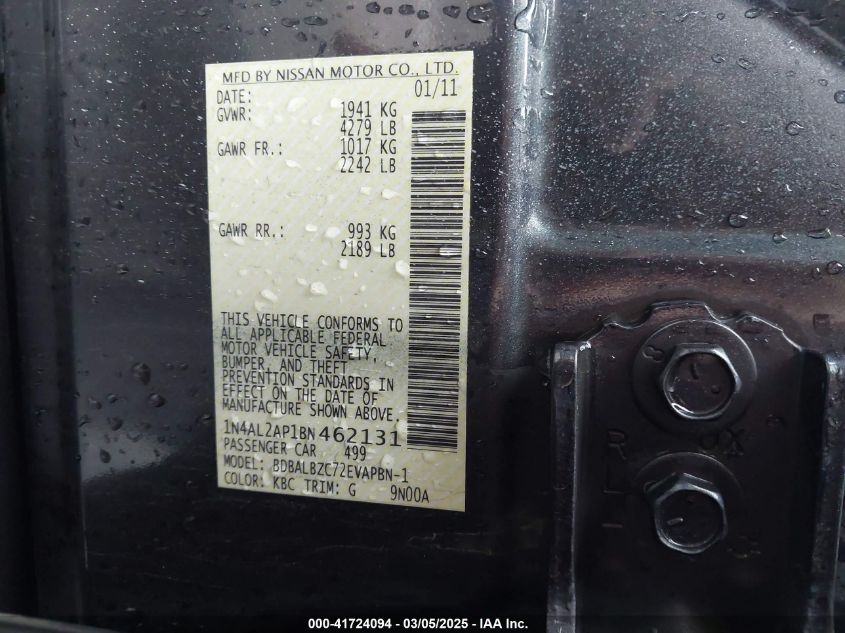 MFD BY NISSAN MOTOR CO., LTD.
DATE: 01/11
GVWR: 1941 KG
4279 LB
GAWR FR.: 1017 KG
2242 LB
GAWR RR.: 993 KG
2189 LB
THIS VEHICLE CONFORMS TO
ALL APPLICABLE FEDERAL
MOTOR VEHICLE SAFETY,
BUMPER, AND THEFT
PREVENTION STANDARDS IN
EFFECT ON THE DATE OF
MANUFACTURE SHOWN ABOVE.
1N4AL2AP1BN462131
PASSENGER CAR 499
MODEL: BDBALBZC72EVAPBN-1
COLOR: KBC TRIM: G 9N00A
8
R
L
000-41724094 — 03/05/2025 — IAA Inc.